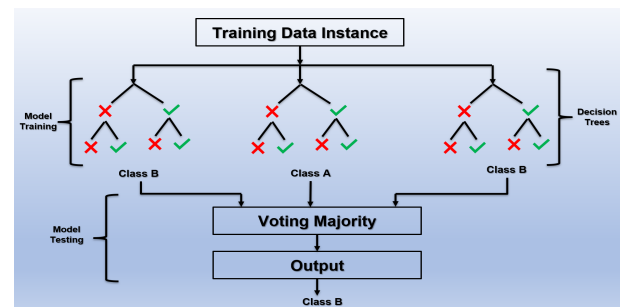 Training Data Instance
Model
Training
Decision
Trees
Class B
Class A
Class B
Voting Majority
Model
Testing
Output
Class B